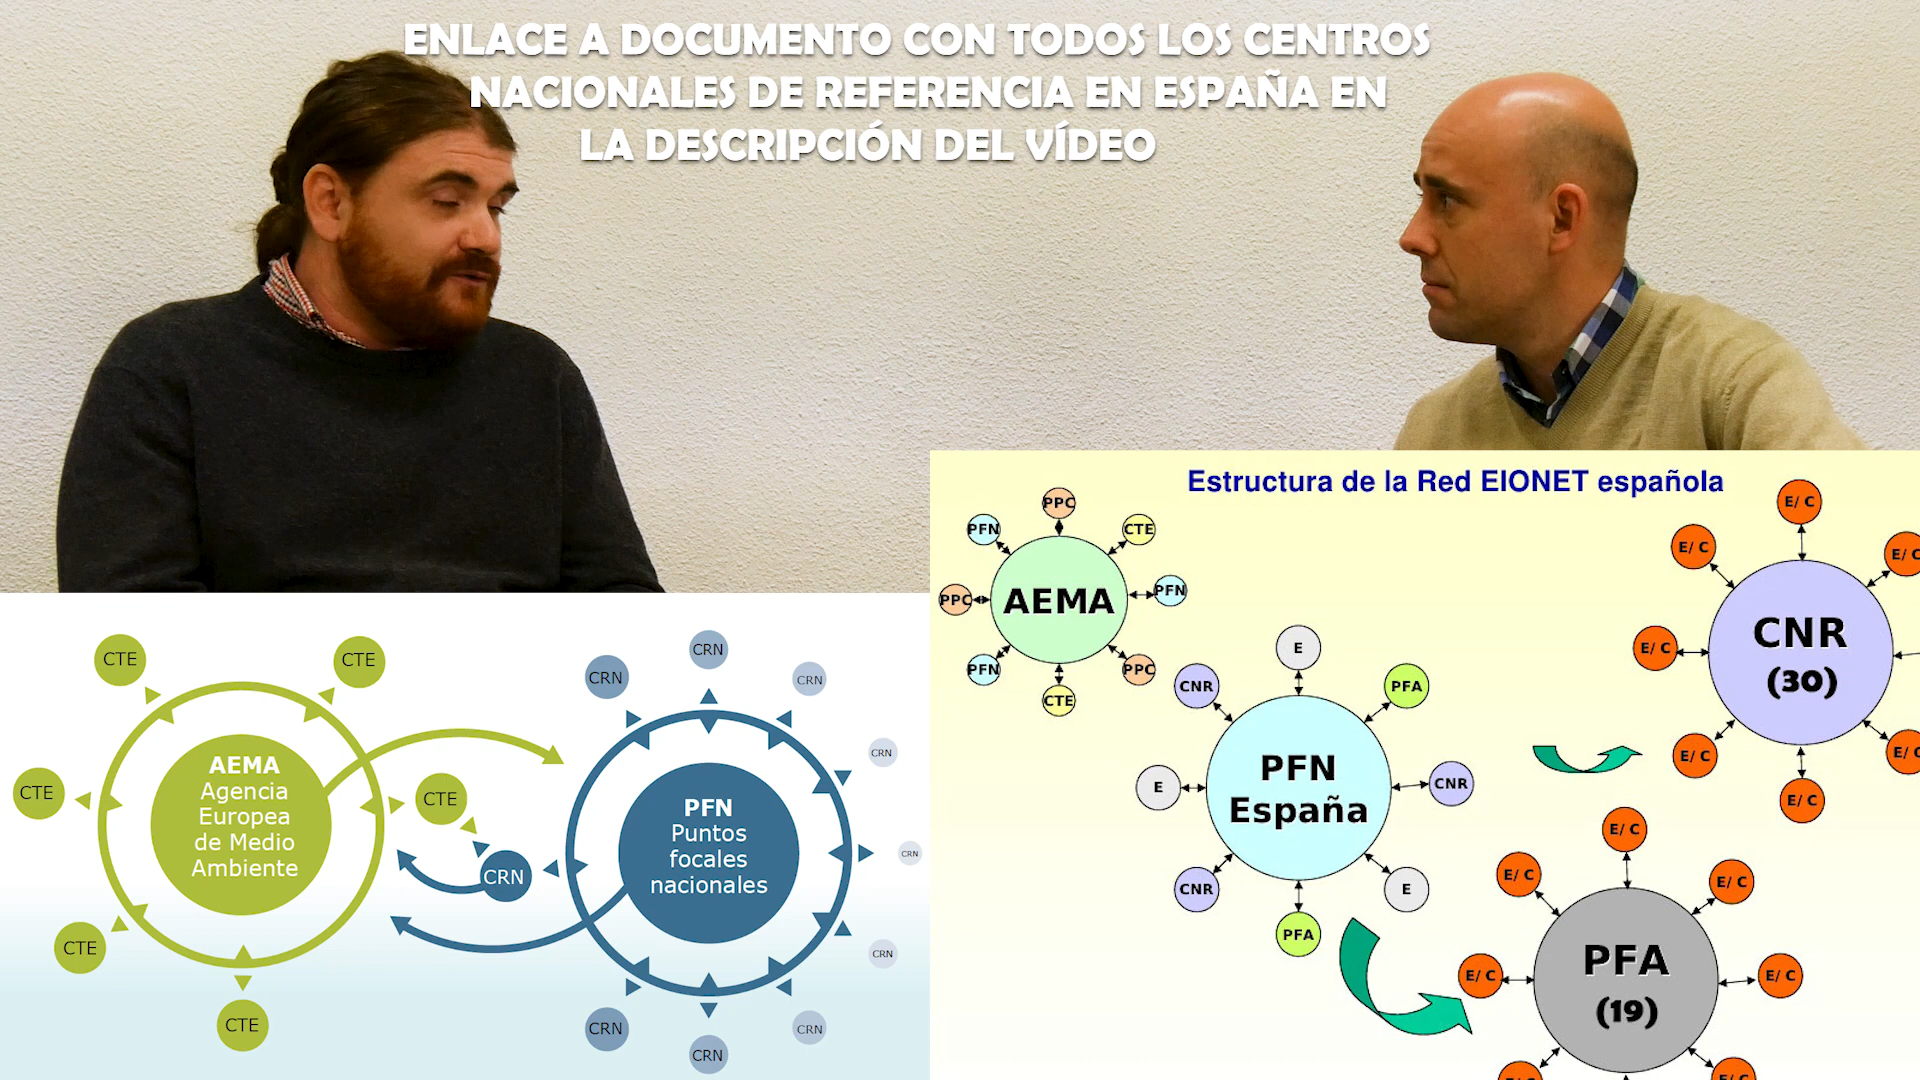 ENLACE A DOCUMENTO CON TODOS LOS CENTROS
NACIONALES DE REFERENCIA EN ESPAÑA EN
LA DESCRIPCIÓN DEL VÍDEO
CTE
CTE
CTE
CTE
CTE
CTE
AEMA
Agencia
Europea
de Medio
Ambiente
CRN
CRN
CRN
CRN
CRN
CRN
CRN
CRN
CRN
CRN
PFN
Puntos
focales
nacionales
Estructura de la Red EIONET española
PPC
PFN
CTE
PPC
AEMA
PFN
PFN
PPC
CTE
E
CNR
PFA
E
PFN
España
CNR
CNR
E
PFA
E/ C
E/ C
E/ C
E/ C
CNR
(30)
E/ C
E/ C
E/ C
E/ C
E/ C
E/ C
E/ C
PFA
(19)
E/ C
E/ C
E/ C